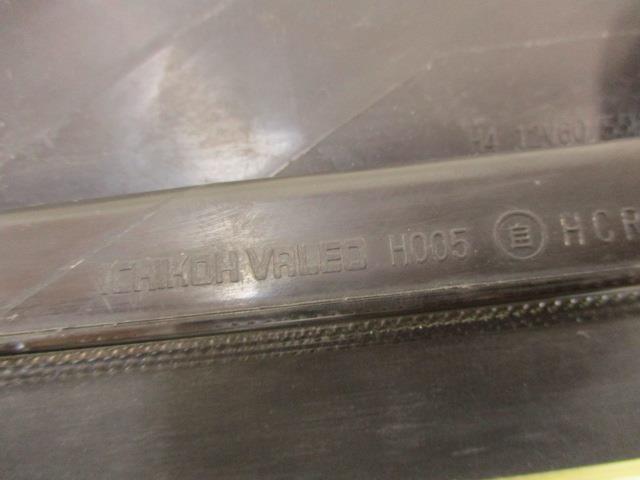 H4 12V60/55W
ICHIKOH VALEO H005 自 HCR